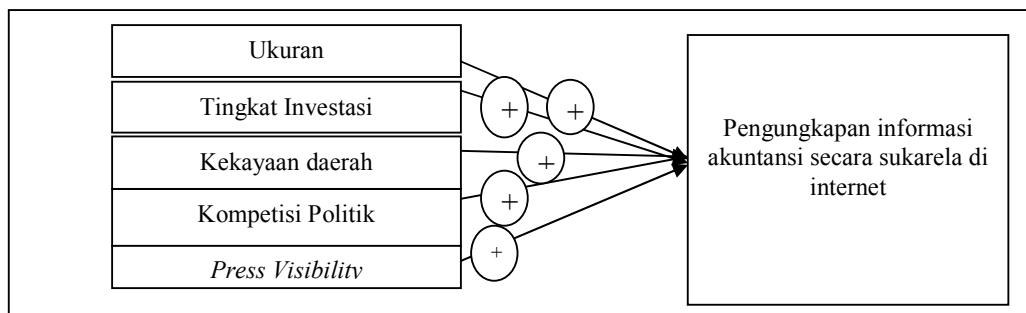 Ukuran
Tingkat Investasi
Kekayaan daerah
Kompetisi Politik
Press Visibility
+
+
+
+
+
Pengungkapan informasi
akuntansi secara sukarela di
internet